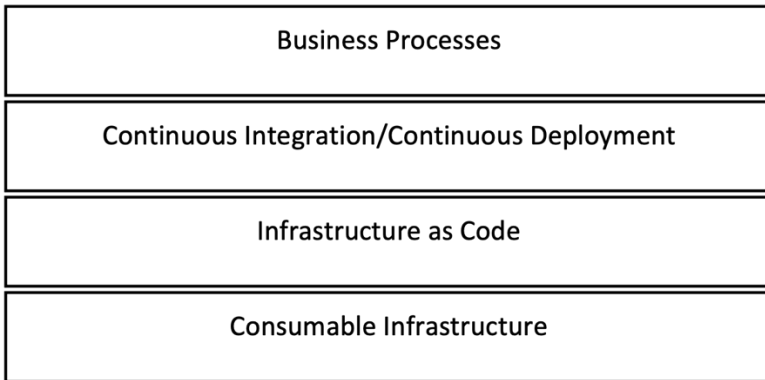 Business Processes
Continuous Integration/Continuous Deployment
Infrastructure as Code
Consumable Infrastructure